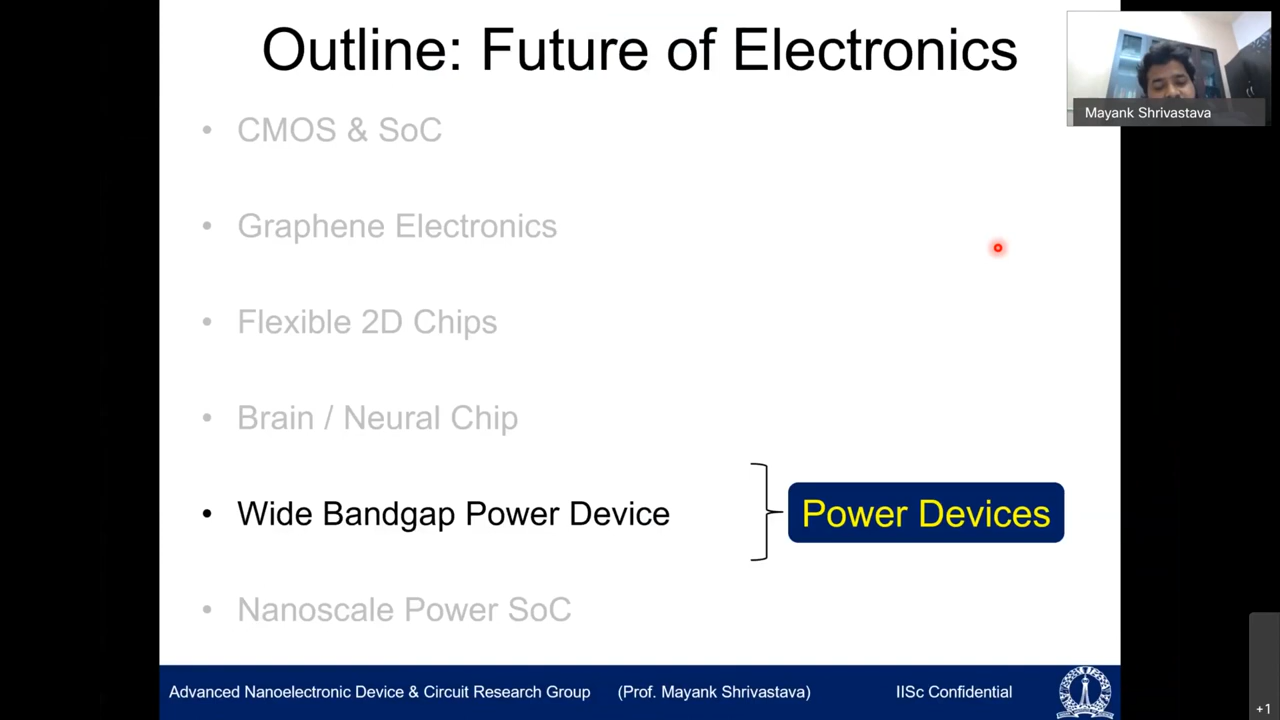 Outline: Future of Electronics
Mayank Shrivastava
• CMOS & SoC
• Graphene Electronics
• Flexible 2D Chips
• Brain / Neural Chip
• Wide Bandgap Power Device
Power Devices
• Nanoscale Power SoC
Advanced Nanoelectronic Device & Circuit Research Group (Prof. Mayank Shrivastava) IISc Confidential
+1